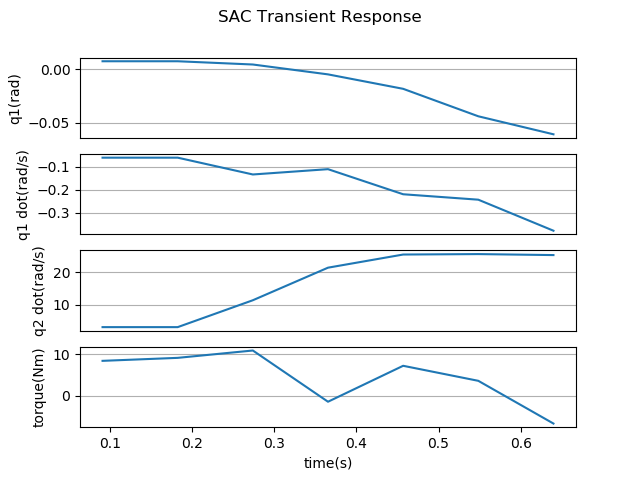 SAC Transient Response
q1(rad)
0.00
−0.05
q1 dot(rad/s)
−0.1
−0.2
−0.3
q2 dot(rad/s)
20
10
torque(Nm)
10
0
0.1 0.2 0.3 0.4 0.5 0.6
time(s)